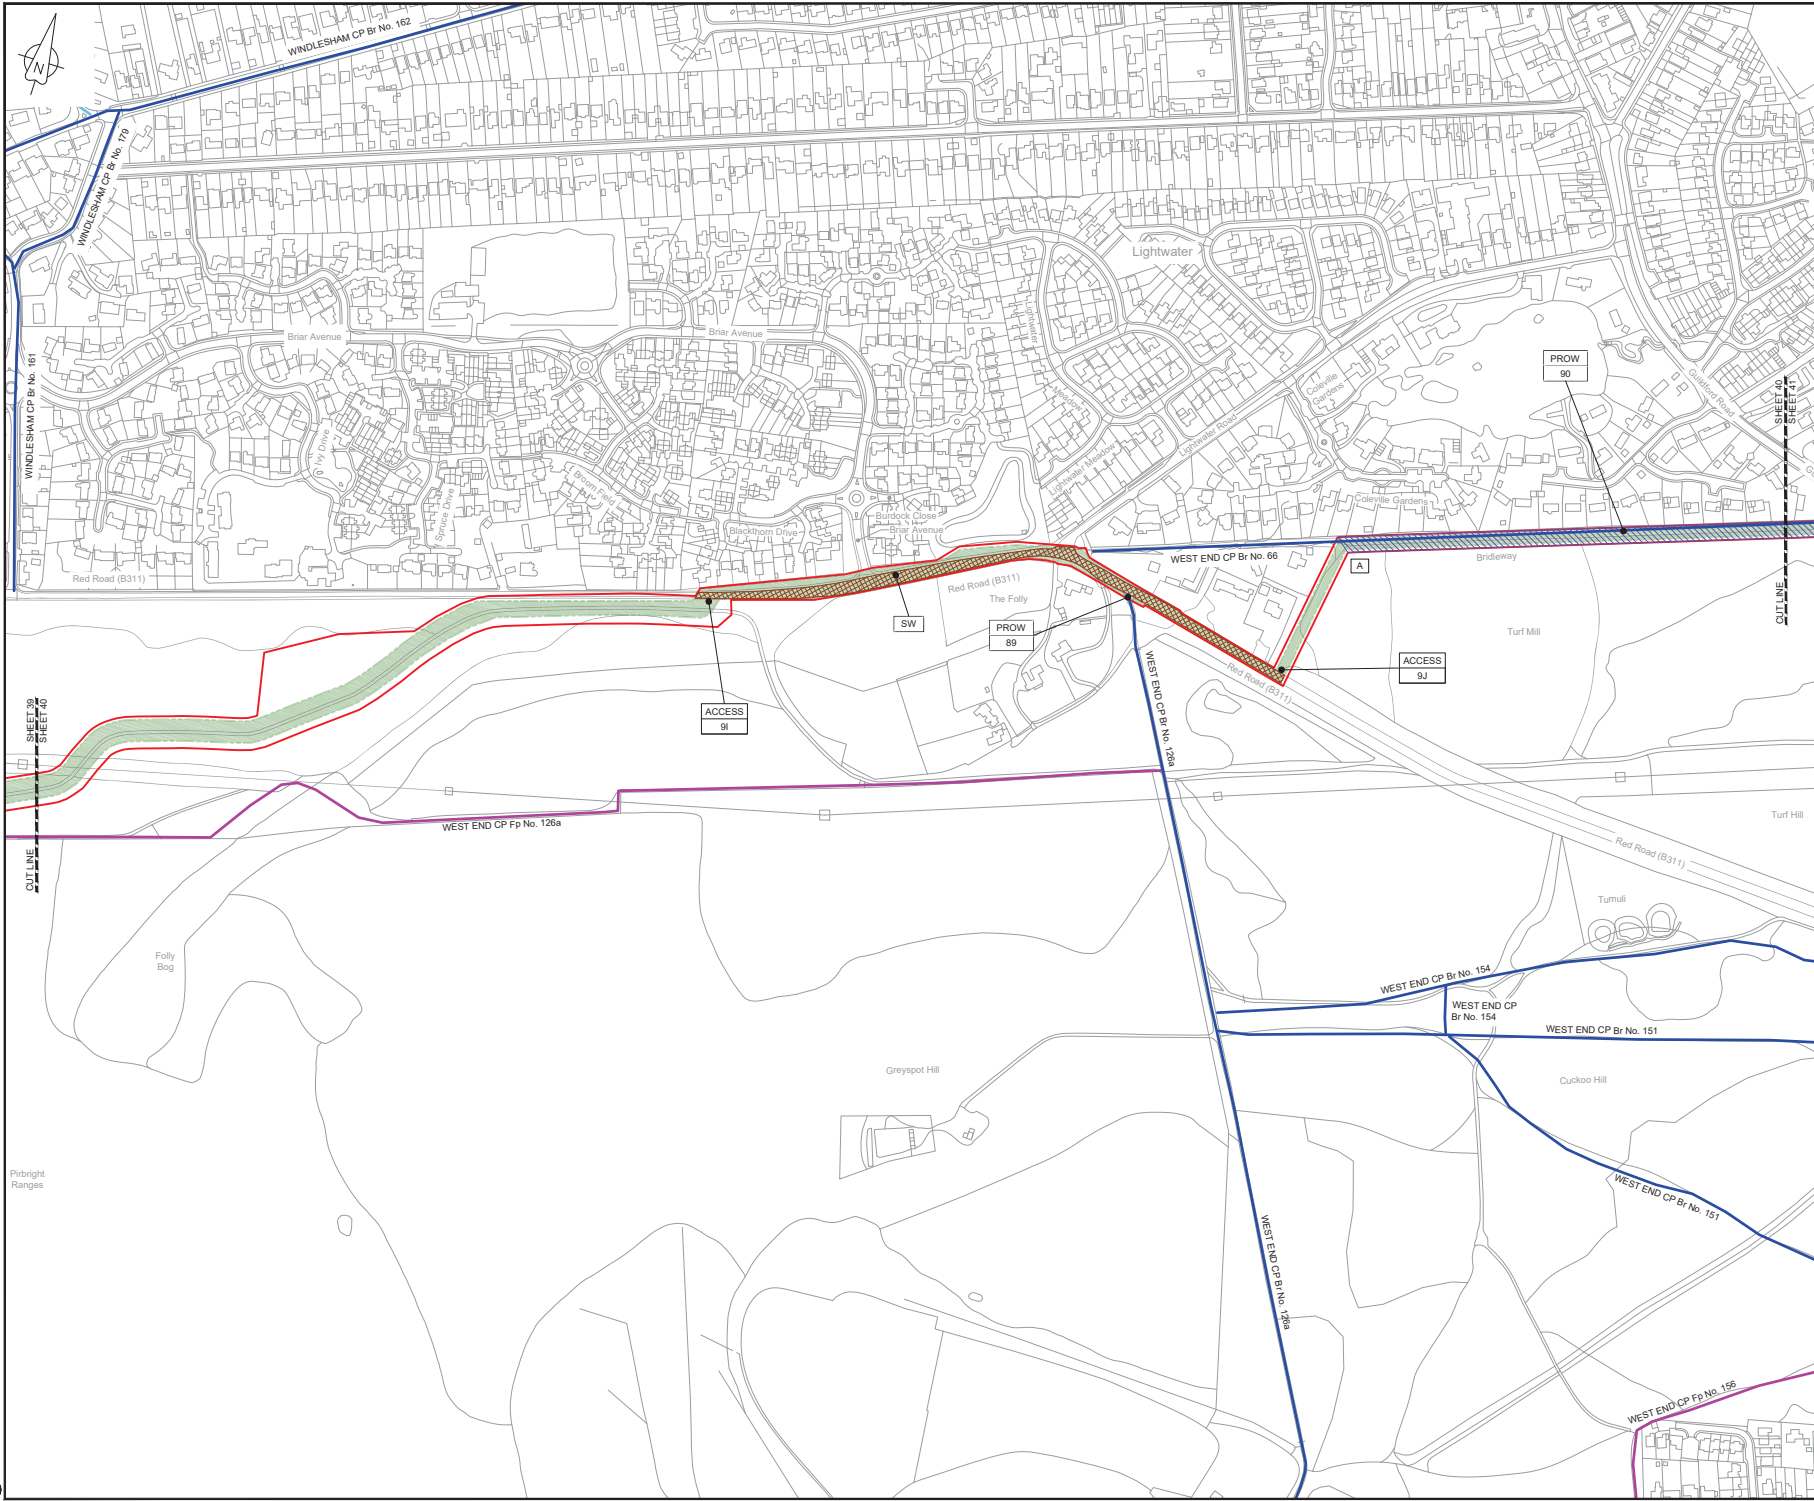 N
WINDLESHAM CP Br No. 162
WINDLESHAM CP Br No. 179
WINDLESHAM CP Br No. 161
Lightwater
Briar Avenue
Briar Avenue
Lightwater
Meadow
Lightwater Meadow
Lightwater Road
Coleville
Gardens
PROW
90
Guildford Road
SHEET 40
SHEET 41
CUT LINE
Ivy Drive
Spruce Drive
Broom Field
Blackthorn Drive
Burdock Close
Briar Avenue
Coleville Gardens
Red Road (B311)
WEST END CP Br No. 66
Bridleway
A
Red Road (B311)
The Folly
SW
PROW
89
Turf Mill
ACCESS
9J
Red Road (B311)
WEST END CP Br No. 126a
ACCESS
9I
SHEET 39
SHEET 40
CUT LINE
WEST END CP Fp No. 126a
Turf Hill
Red Road (B311)
Tumuli
Folly
Bog
WEST END CP Br No. 154
WEST END CP
Br No. 154
WEST END CP Br No. 151
Greyspot Hill
Cuckoo Hill
Pirbright
Ranges
WEST END CP Br No. 151
WEST END CP Br No. 126a
WEST END CP Fp No. 156